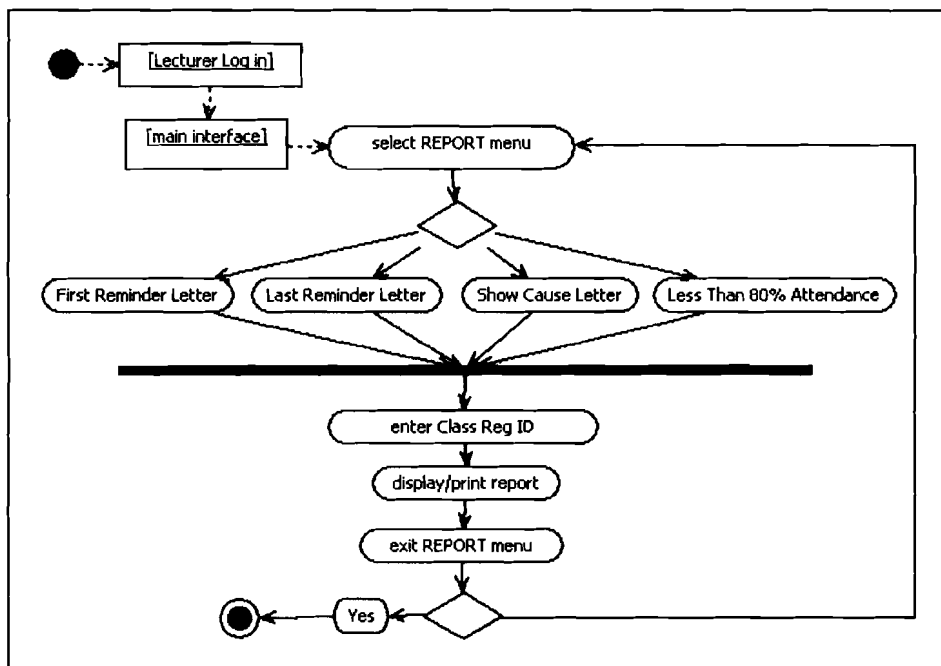 [Lecturer Log in]
[main interface]
select REPORT menu
First Reminder Letter
Last Reminder Letter
Show Cause Letter
Less Than 80% Attendance
enter Class Reg ID
display/print report
exit REPORT menu
Yes